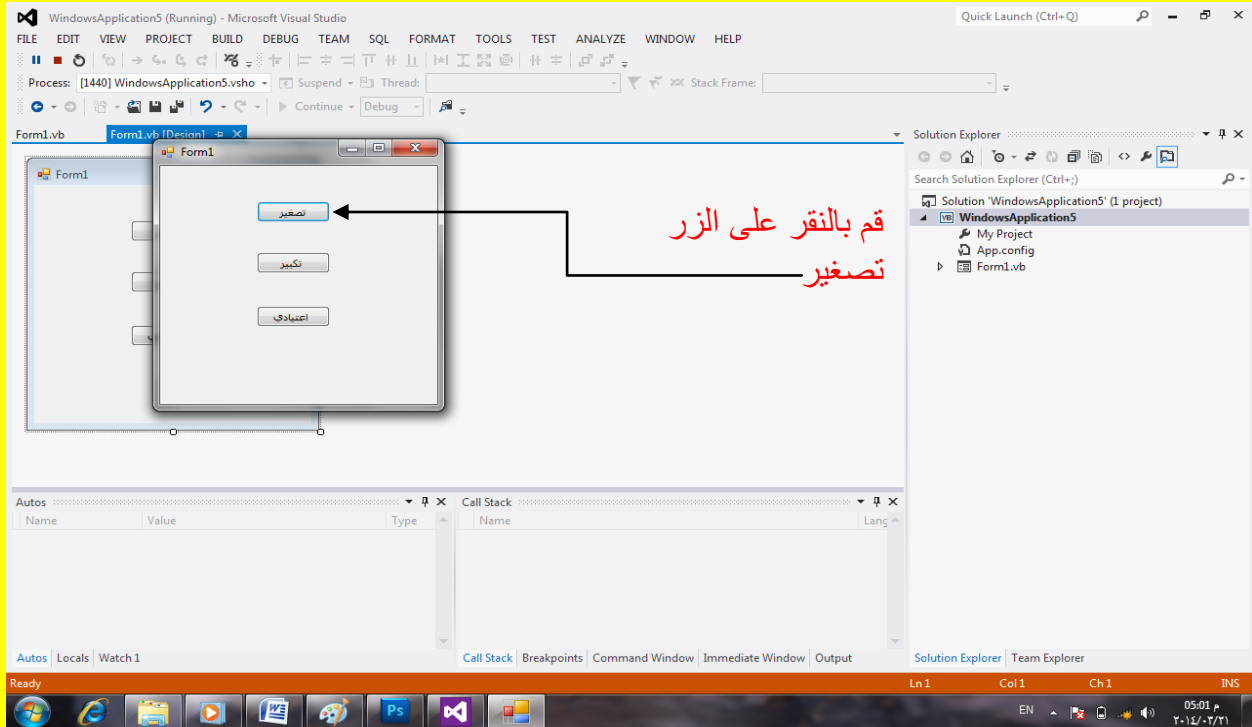 WindowsApplication5 (Running) - Microsoft Visual Studio
Quick Launch (Ctrl+Q)
FILE EDIT VIEW PROJECT BUILD DEBUG TEAM SQL FORMAT TOOLS TEST ANALYZE WINDOW HELP
Process: [1440] WindowsApplication5.vsho Suspend Thread: Stack Frame:
Continue Debug
Form1.vb Form1.vb [Design]
Form1
Form1
تصغير
تكبير
اعتيادي
قم بالنقر على الزر
تصغير
Solution Explorer
Search Solution Explorer (Ctrl+;)
Solution 'WindowsApplication5' (1 project)
WindowsApplication5
My Project
App.config
Form1.vb
Autos
Name Value Type
Call Stack
Name Lang
Autos Locals Watch 1
Call Stack Breakpoints Command Window Immediate Window Output
Solution Explorer Team Explorer
Ready
Ln 1 Col 1 Ch 1 INS
Ps
EN
05:01 م
٢٠١٤/٠٢/٢١